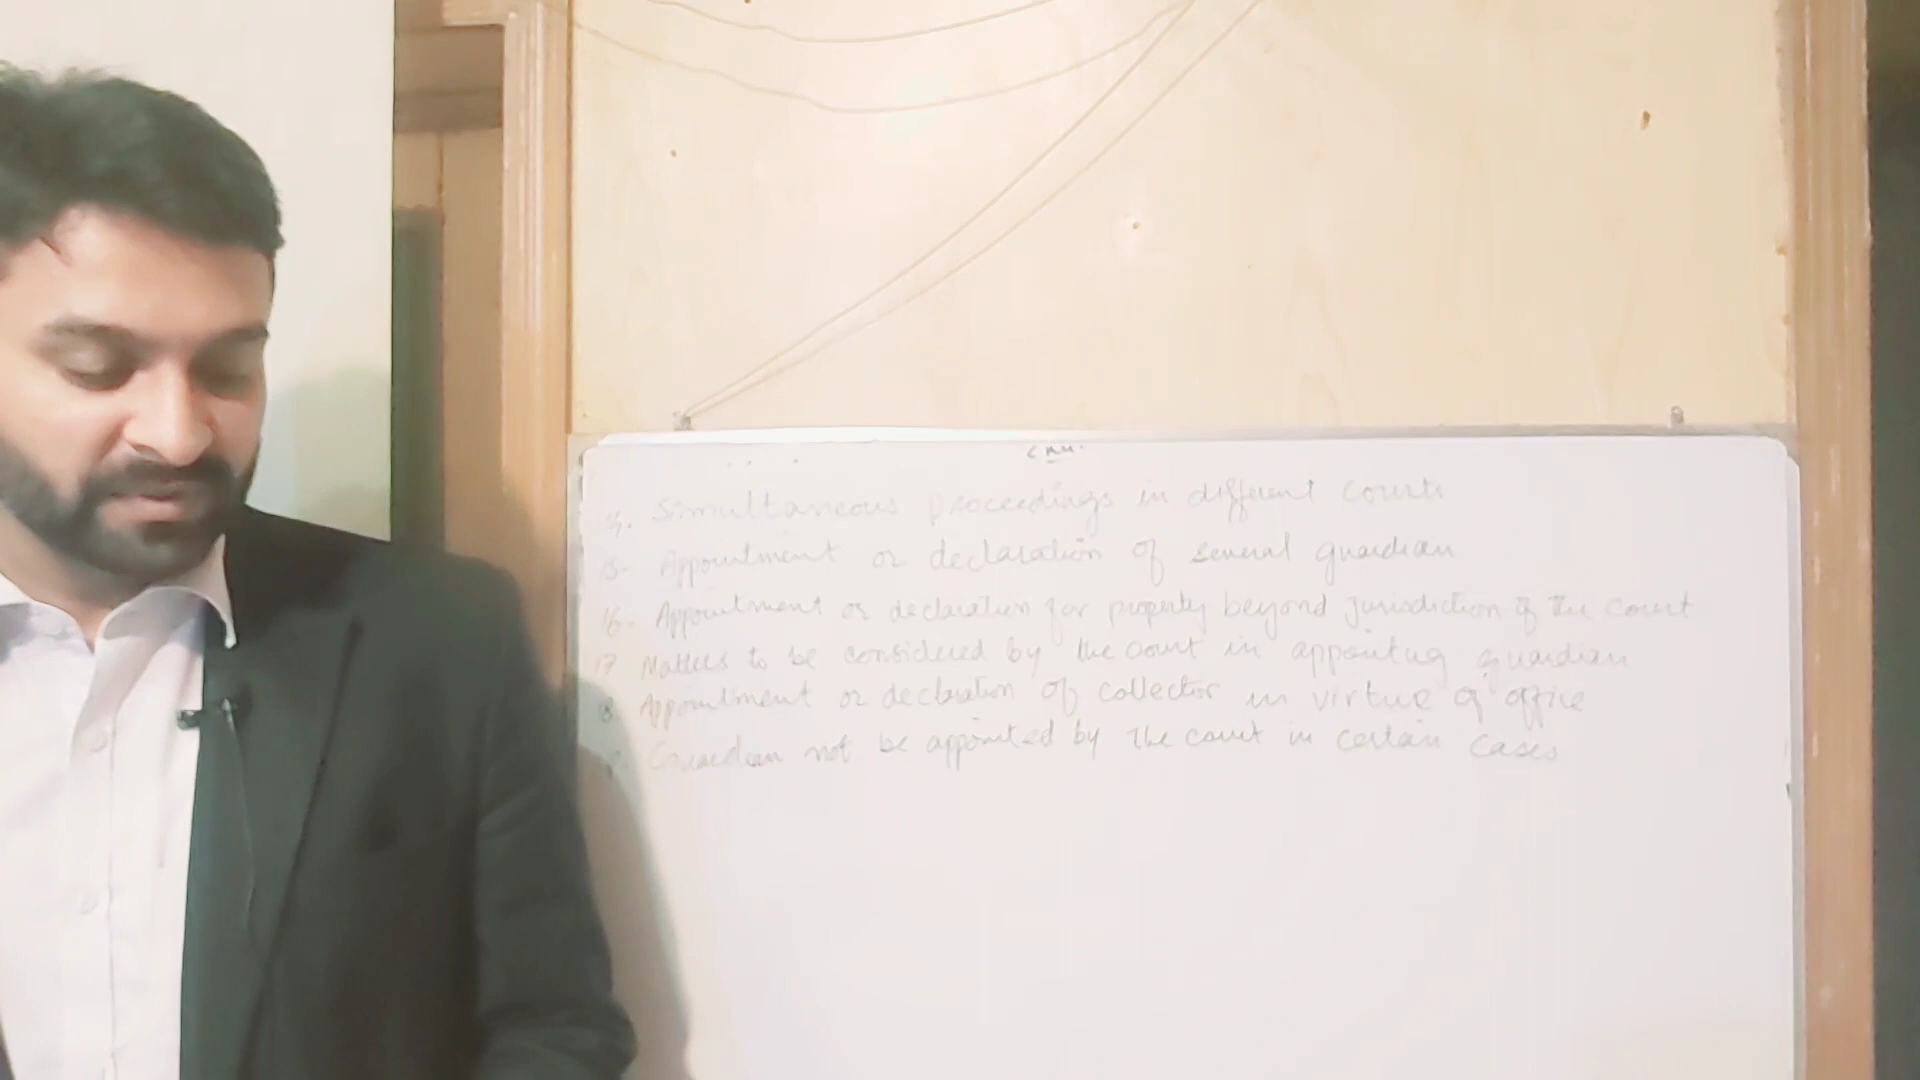 14. Simultaneous proceedings in different courts
15- Appointment or declaration of several guardian
16- Appointment or declaration for property beyond jurisdiction of the court
17 Matters to be considered by the court in appointing guardian
18. Appointment or declaration of collector in virtue of office
Guardian not be appointed by the court in certain cases